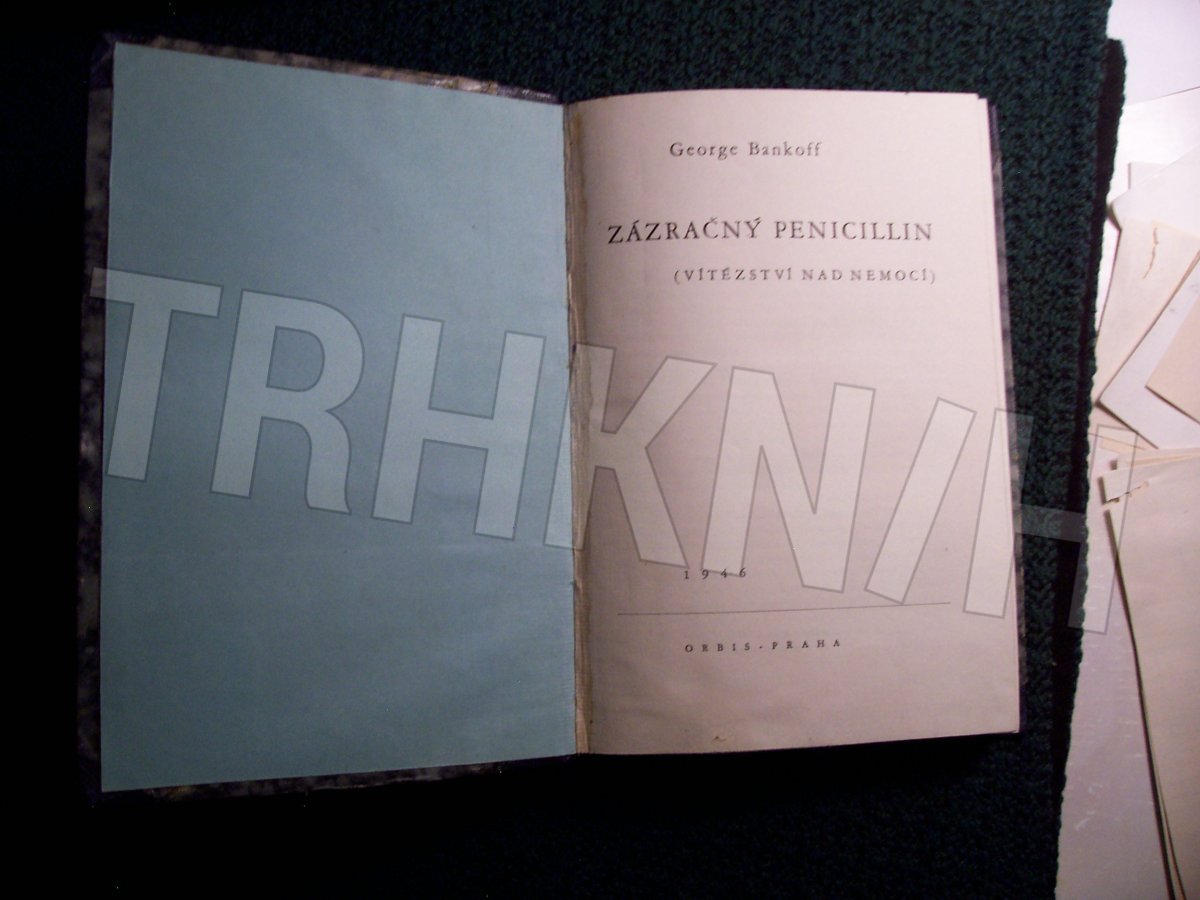 George Bankoff
ZÁZRAČNÝ PENICILLIN
(VÍTĚZSTVÍ NAD NEMOCÍ)
TRHKNIH
1946
ORBIS-PRAHA